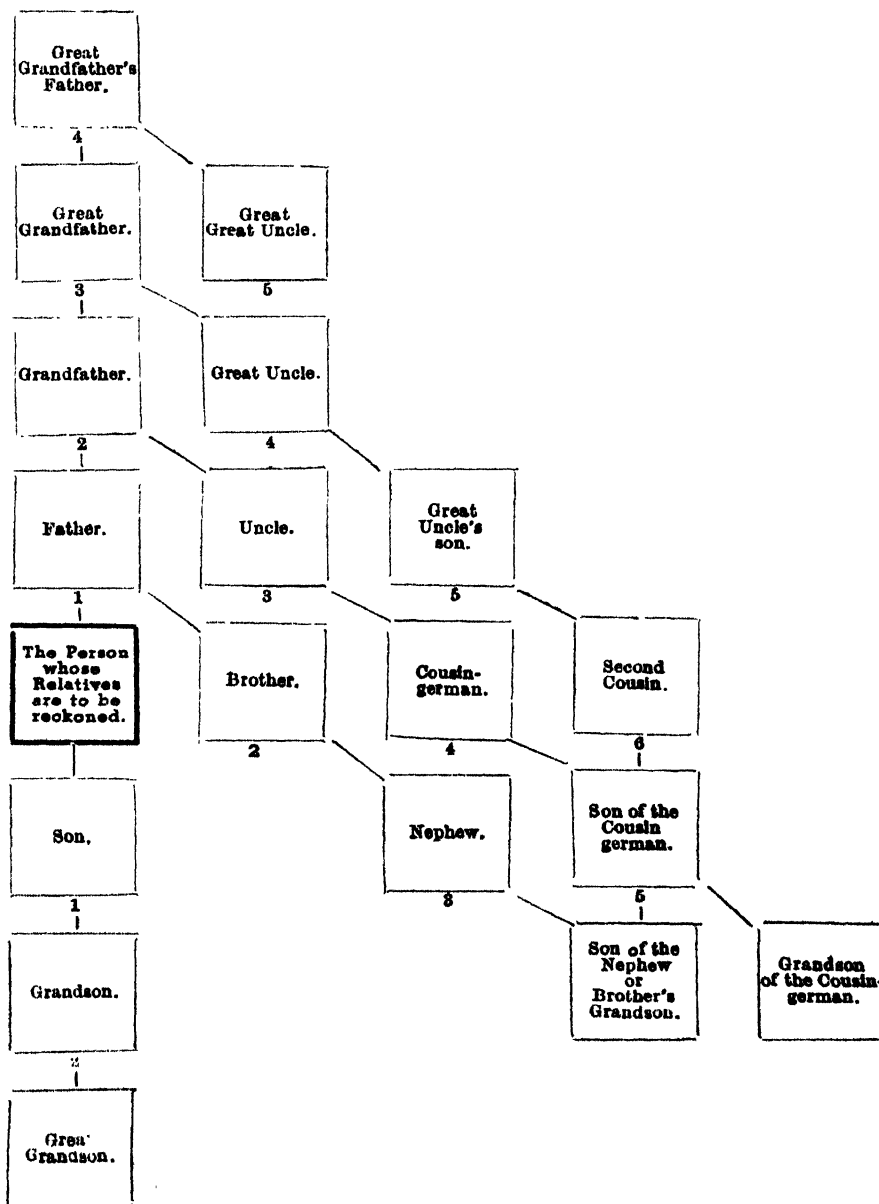 Great
Grandfather's
Father.
4
Great
Grandfather.
Great
Great Uncle.
3
5
Grandfather.
Great Uncle.
2
4
Father.
Uncle.
Great
Uncle's
son.
1
3
5
The Person
whose
Relatives
are to be
reckoned.
Brother.
Cousin-
german.
Second
Cousin.
2
4
6
Son.
Nephew.
Son of the
Cousin
german.
1
3
5
Grandson.
Son of the
Nephew
or
Brother's
Grandson.
Grandson
of the Cousin-
german.
2
Great
Grandson.